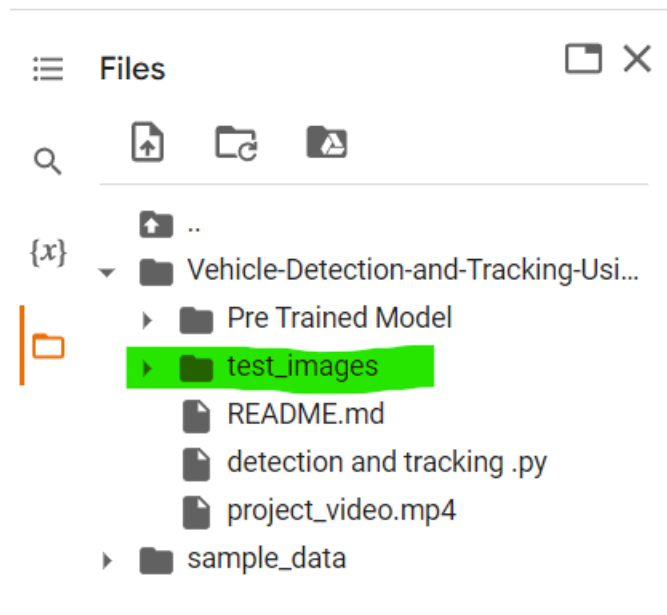 Files
{x}
..
Vehicle-Detection-and-Tracking-Usi...
Pre Trained Model
test_images
README.md
detection and tracking .py
project_video.mp4
sample_data